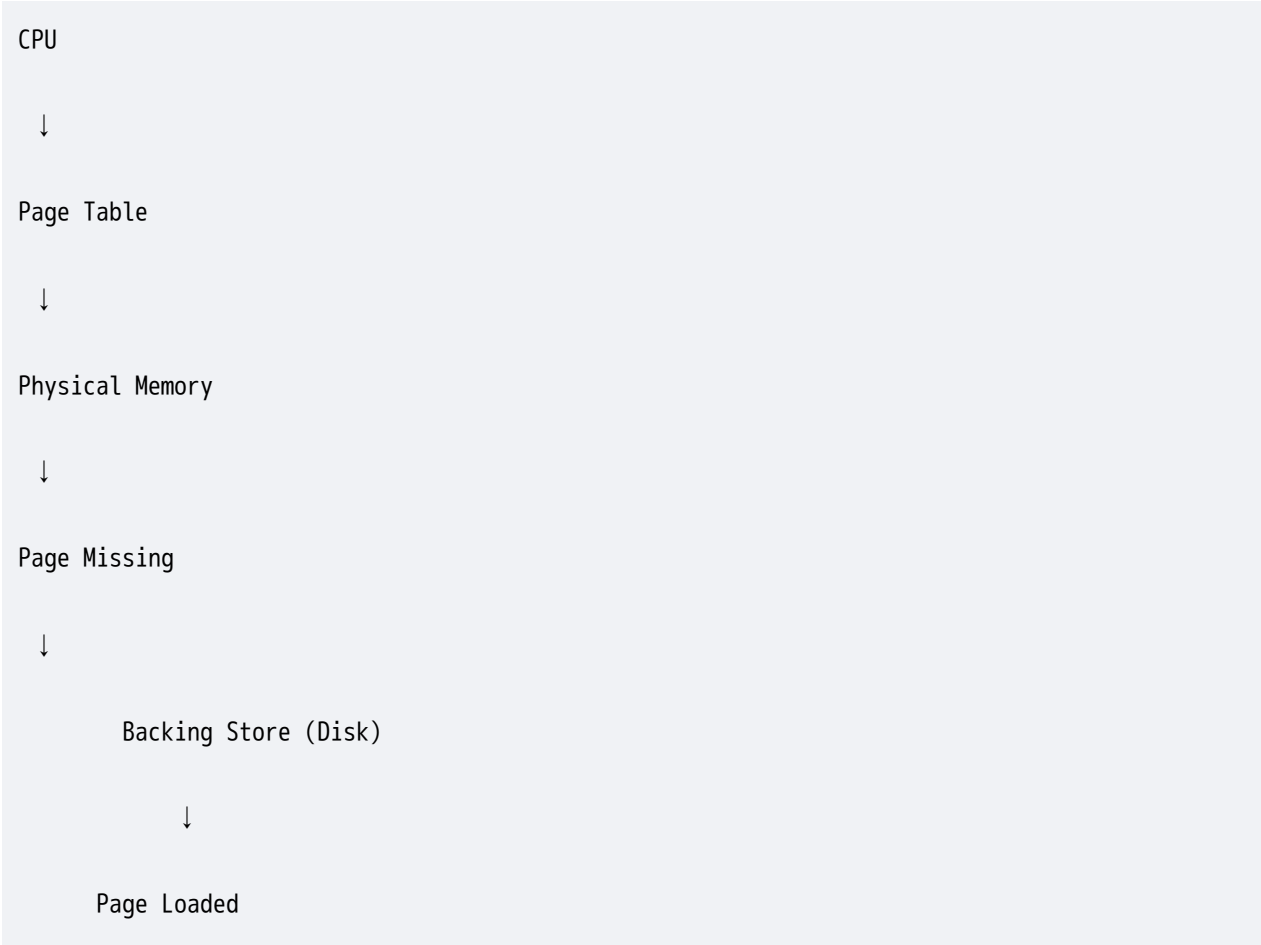 CPU
↓
Page Table
↓
Physical Memory
↓
Page Missing
↓
Backing Store (Disk)
↓
Page Loaded